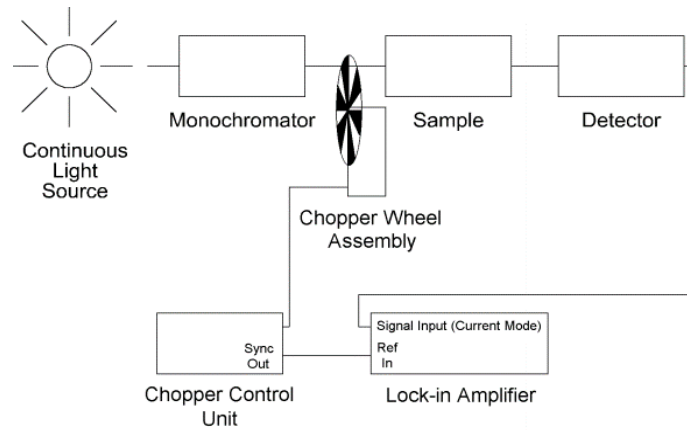 Monochromator
Sample
Detector
Continuous
Light
Source
Chopper Wheel
Assembly
Signal Input (Current Mode)
Sync
Out
Ref
In
Chopper Control
Unit
Lock-in Amplifier